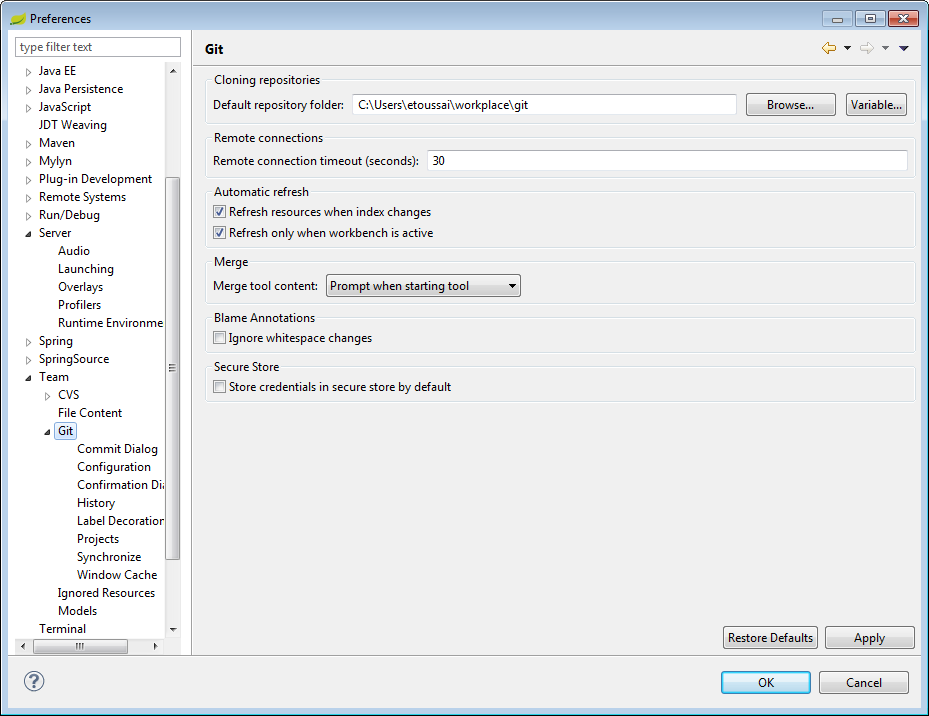 Preferences
type filter text
Java EE
Java Persistence
JavaScript
JDT Weaving
Maven
Mylyn
Plug-in Development
Remote Systems
Run/Debug
Server
Audio
Launching
Overlays
Profilers
Runtime Environme
Spring
SpringSource
Team
CVS
File Content
Git
Commit Dialog
Configuration
Confirmation Dia
History
Label Decoration
Projects
Synchronize
Window Cache
Ignored Resources
Models
Terminal
Git
Cloning repositories
Default repository folder: C:\Users\etoussai\workplace\git Browse... Variable...
Remote connections
Remote connection timeout (seconds): 30
Automatic refresh
Refresh resources when index changes
Refresh only when workbench is active
Merge
Merge tool content: Prompt when starting tool
Blame Annotations
Ignore whitespace changes
Secure Store
Store credentials in secure store by default
Restore Defaults Apply
? OK Cancel